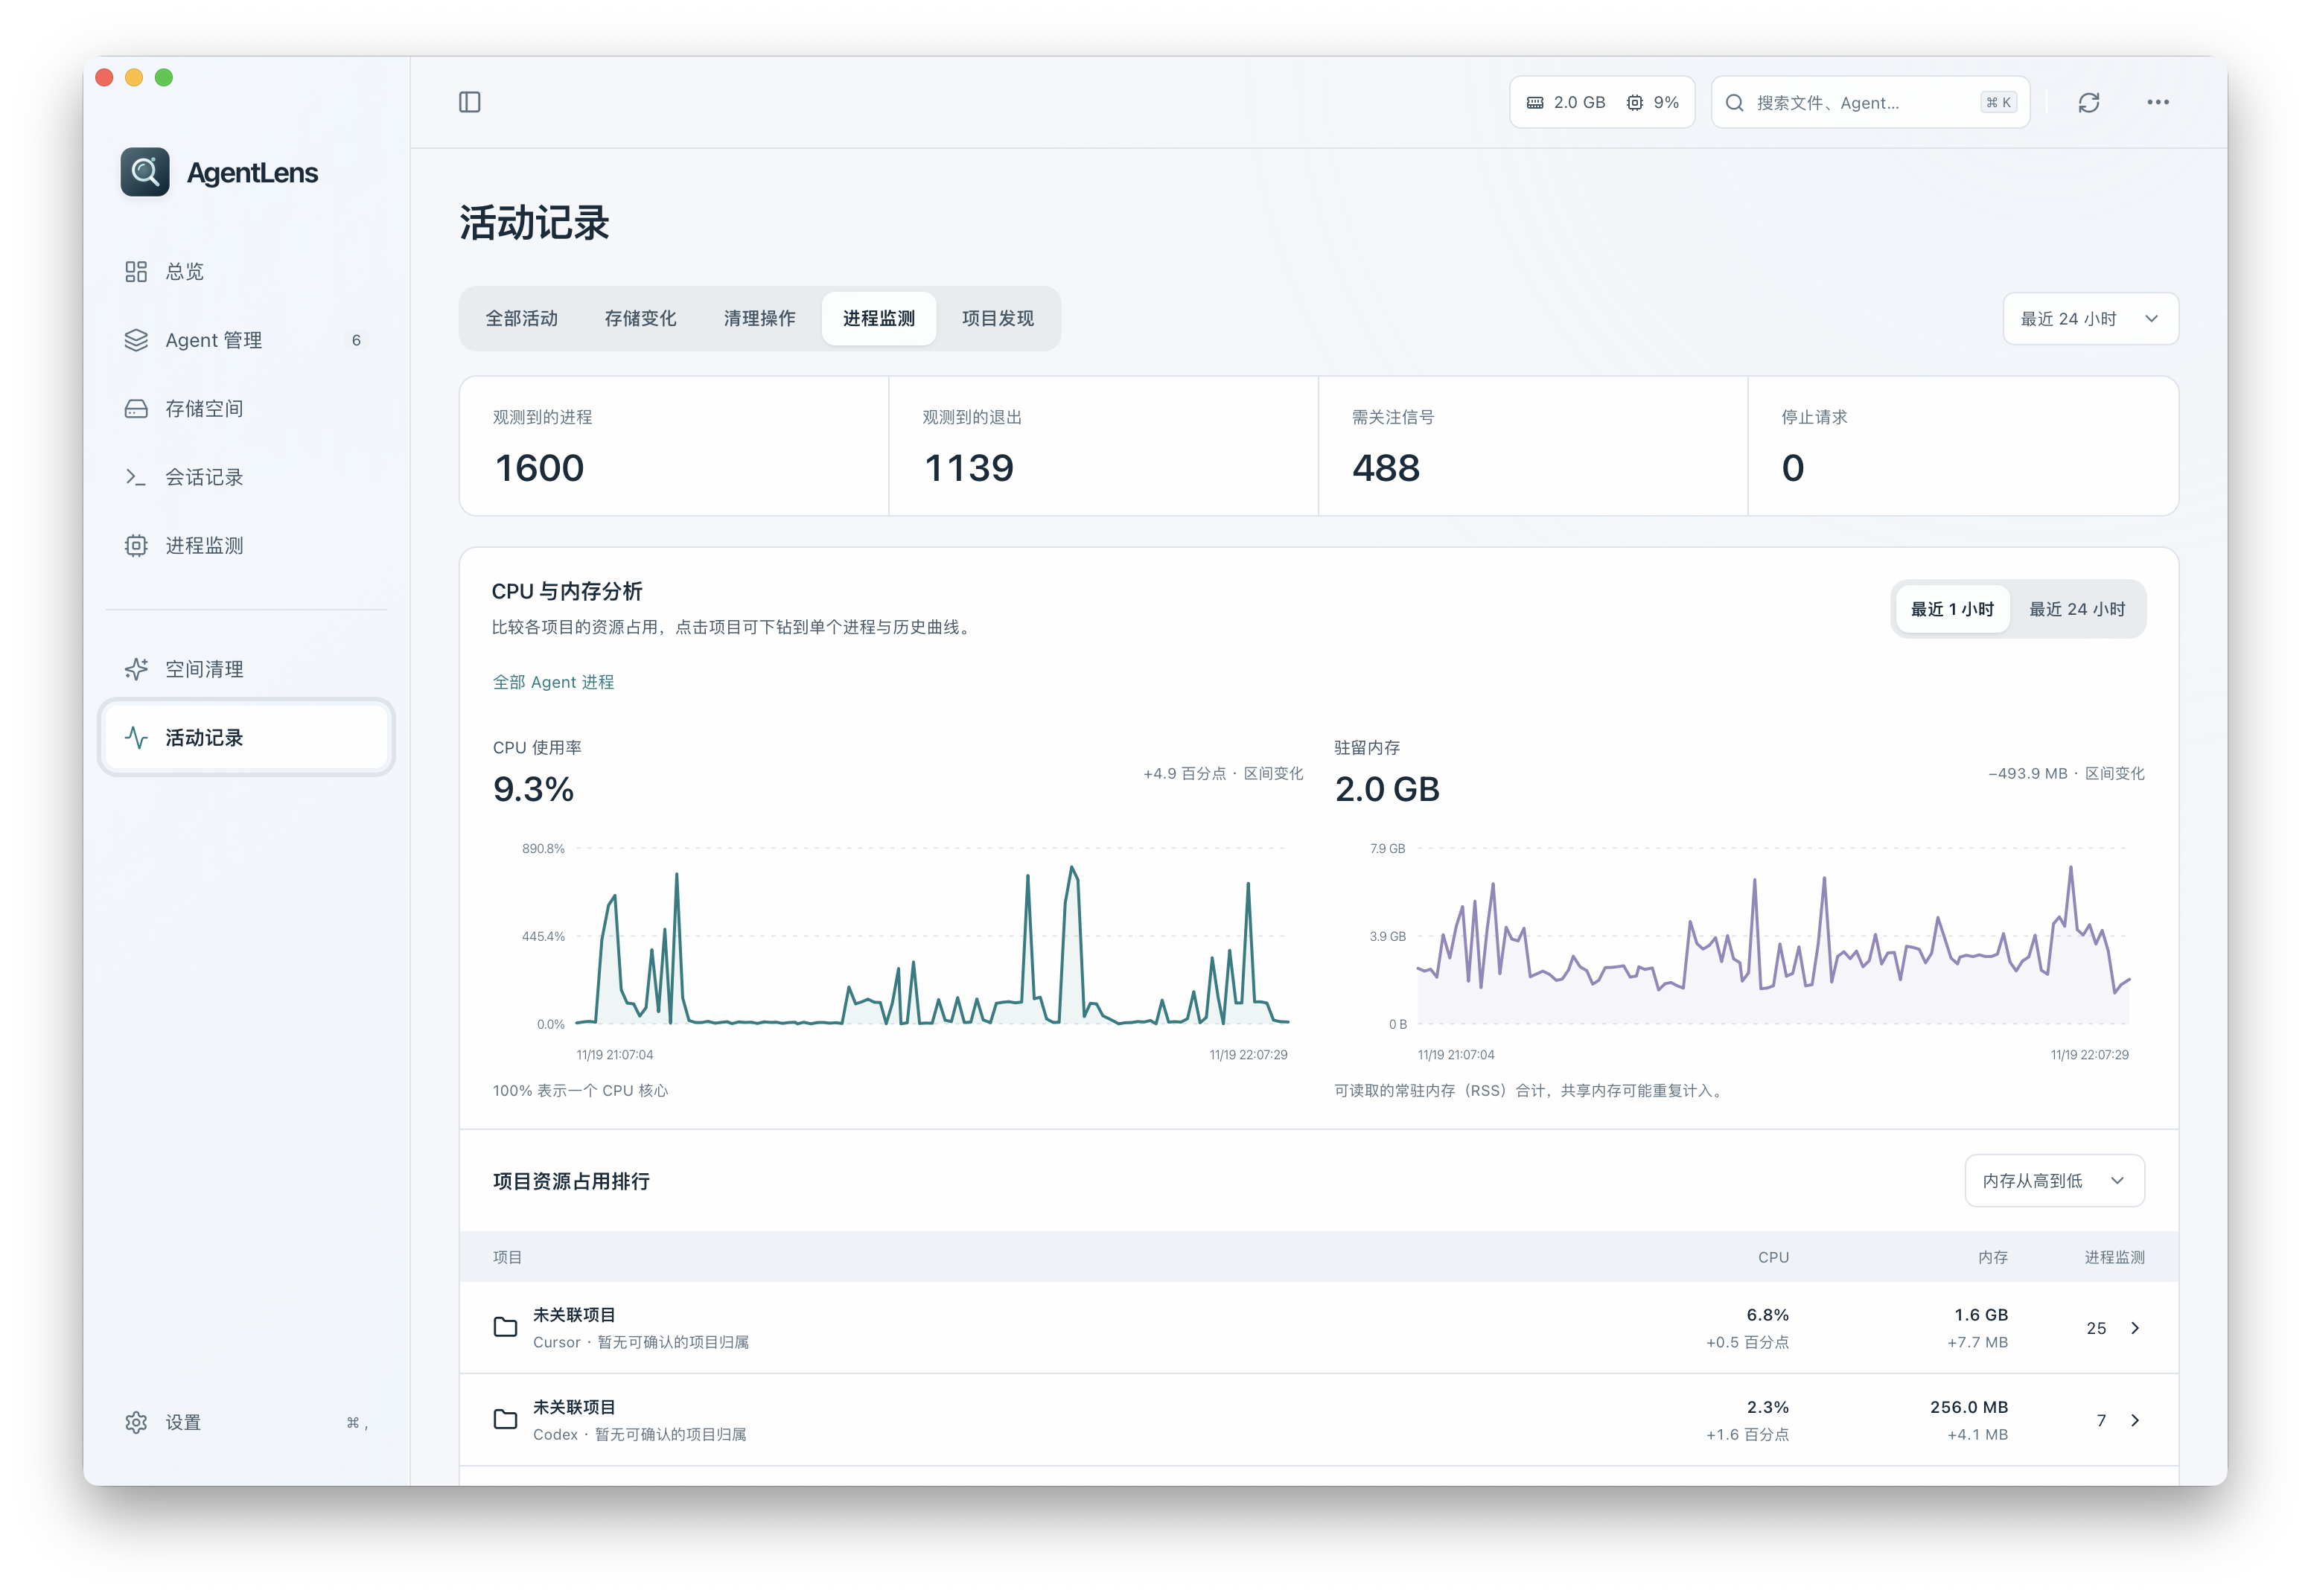 2.0 GB 9% 搜索文件、Agent... ⌘ K
AgentLens
总览
Agent 管理 6
存储空间
会话记录
进程监测
空间清理
活动记录
设置 ⌘ ,
活动记录
全部活动 存储变化 清理操作 进程监测 项目发现 最近 24 小时
观测到的进程 观测到的退出 需关注信号 停止请求
1600 1139 488 0
CPU 与内存分析
比较各项目的资源占用，点击项目可下钻到单个进程与历史曲线。
最近 1 小时 最近 24 小时
全部 Agent 进程
CPU 使用率
9.3%
+4.9 百分点 · 区间变化
890.8%
445.4%
0.0%
11/19 21:07:04 11/19 22:07:29
100% 表示一个 CPU 核心
驻留内存
2.0 GB
−493.9 MB · 区间变化
7.9 GB
3.9 GB
0 B
11/19 21:07:04 11/19 22:07:29
可读取的常驻内存（RSS）合计，共享内存可能重复计入。
项目资源占用排行 内存从高到低
项目 CPU 内存 进程监测
未关联项目 6.8% 1.6 GB 25
Cursor · 暂无可确认的项目归属 +0.5 百分点 +7.7 MB
未关联项目 2.3% 256.0 MB 7
Codex · 暂无可确认的项目归属 +1.6 百分点 +4.1 MB